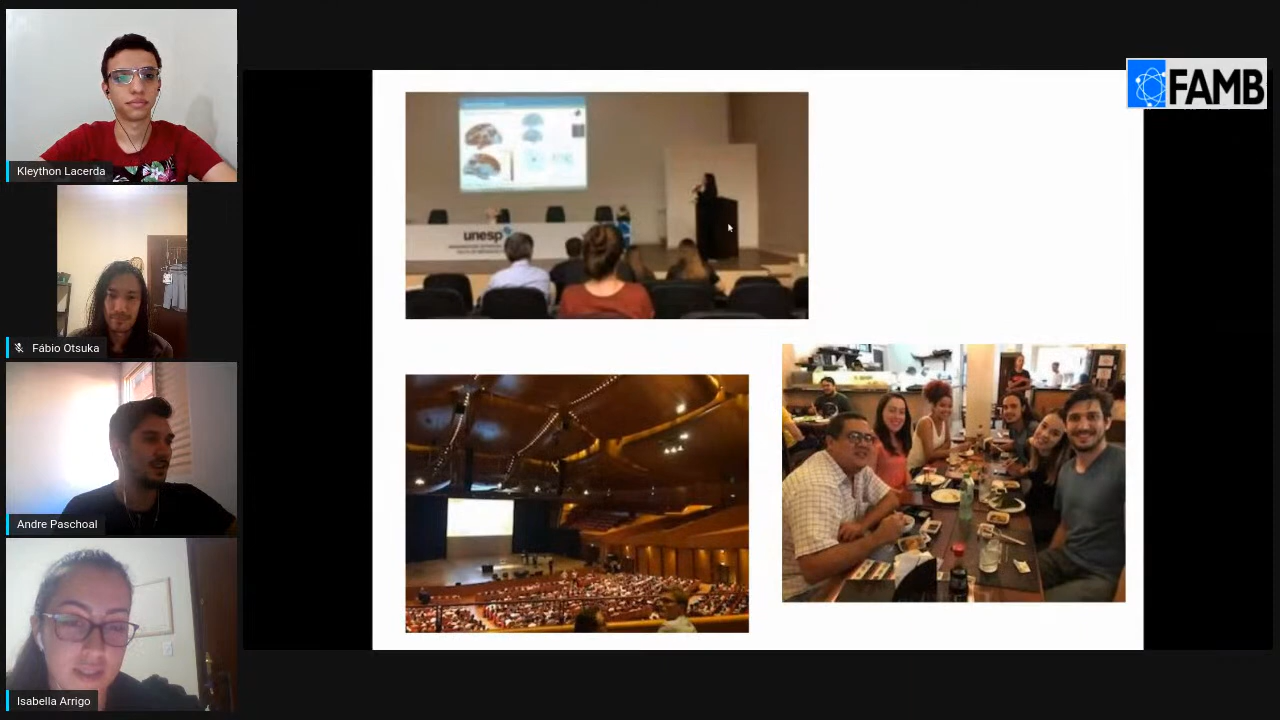 Kleython Lacerda
Fábio Otsuka
Andre Paschoal
Isabella Arrigo
FAMB
unesp